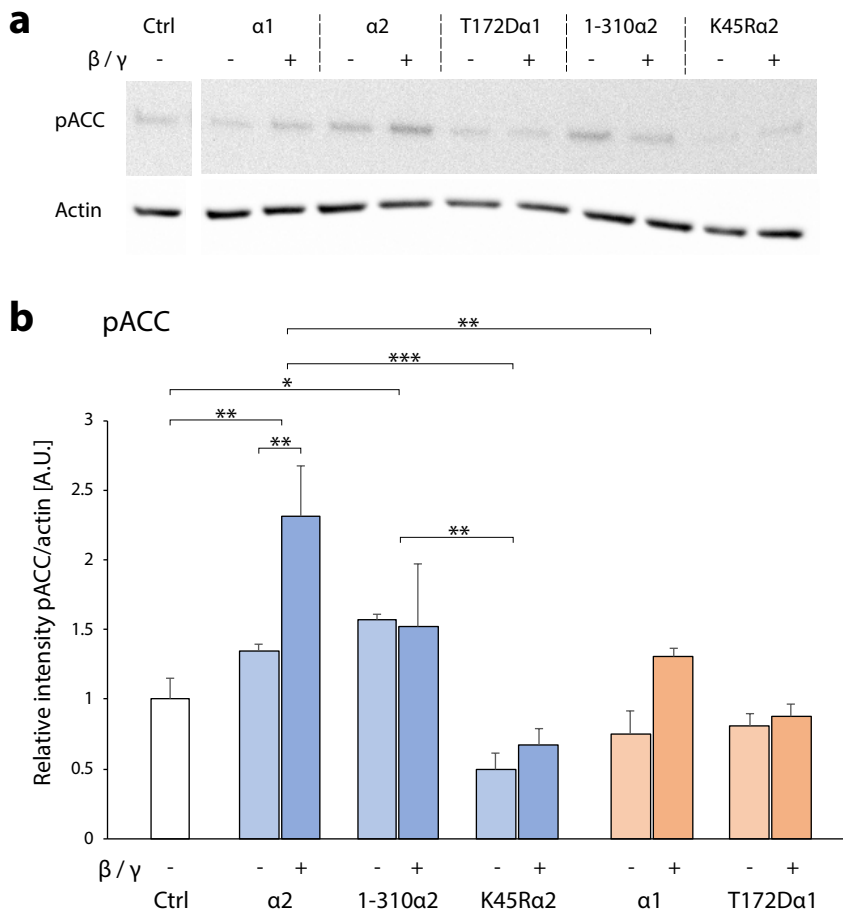 a
Ctrl α1 α2 T172Dα1 1-310α2 K45Rα2
β / γ - - + - + - + - + - +
pACC
Actin
b pACC
**
***
*
**
**
**
3
2.5
2
1.5
1
0.5
0
Relative intensity pACC/actin [A.U.]
β / γ - - + - + - + - + - +
Ctrl α2 1-310α2 K45Rα2 α1 T172Dα1